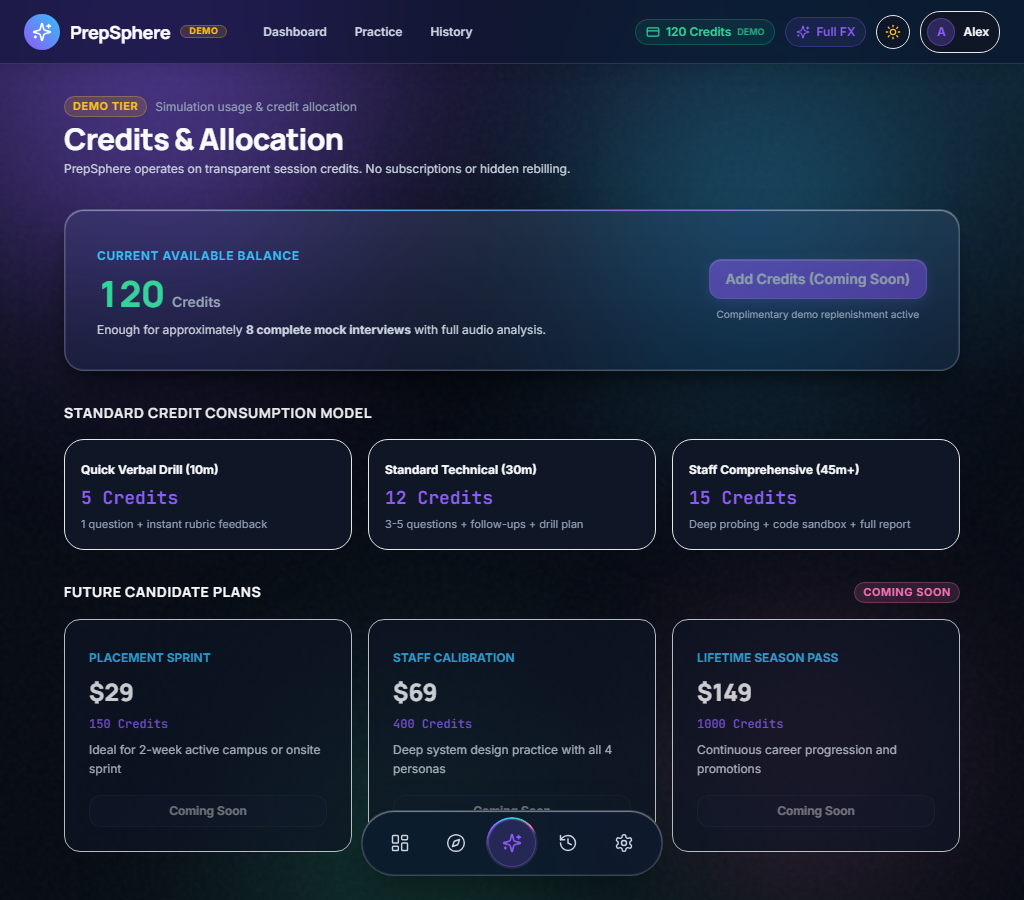 PrepSphere DEMO Dashboard Practice History 120 Credits DEMO Full FX A Alex
DEMO TIER Simulation usage & credit allocation
Credits & Allocation
PrepSphere operates on transparent session credits. No subscriptions or hidden rebilling.
CURRENT AVAILABLE BALANCE
120 Credits
Enough for approximately 8 complete mock interviews with full audio analysis.
Add Credits (Coming Soon)
Complimentary demo replenishment active
STANDARD CREDIT CONSUMPTION MODEL
Quick Verbal Drill (10m)
5 Credits
1 question + instant rubric feedback
Standard Technical (30m)
12 Credits
3-5 questions + follow-ups + drill plan
Staff Comprehensive (45m+)
15 Credits
Deep probing + code sandbox + full report
FUTURE CANDIDATE PLANS
COMING SOON
PLACEMENT SPRINT
$29
150 Credits
Ideal for 2-week active campus or onsite
sprint
Coming Soon
STAFF CALIBRATION
$69
400 Credits
Deep system design practice with all 4
personas
Coming Soon
LIFETIME SEASON PASS
$149
1000 Credits
Continuous career progression and
promotions
Coming Soon